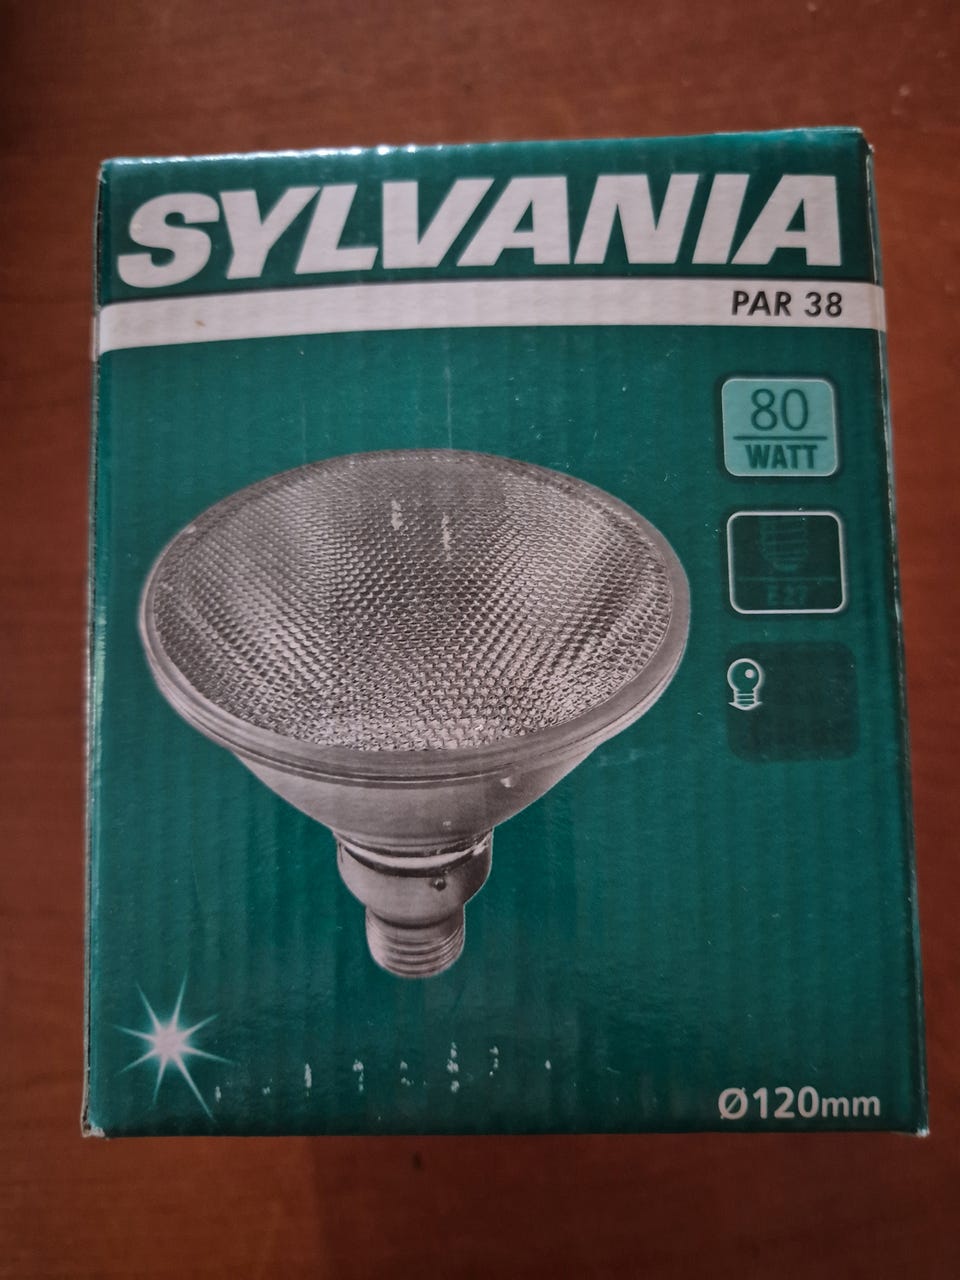 SYLVANIA
PAR 38
80
WATT
E27
Ø120mm